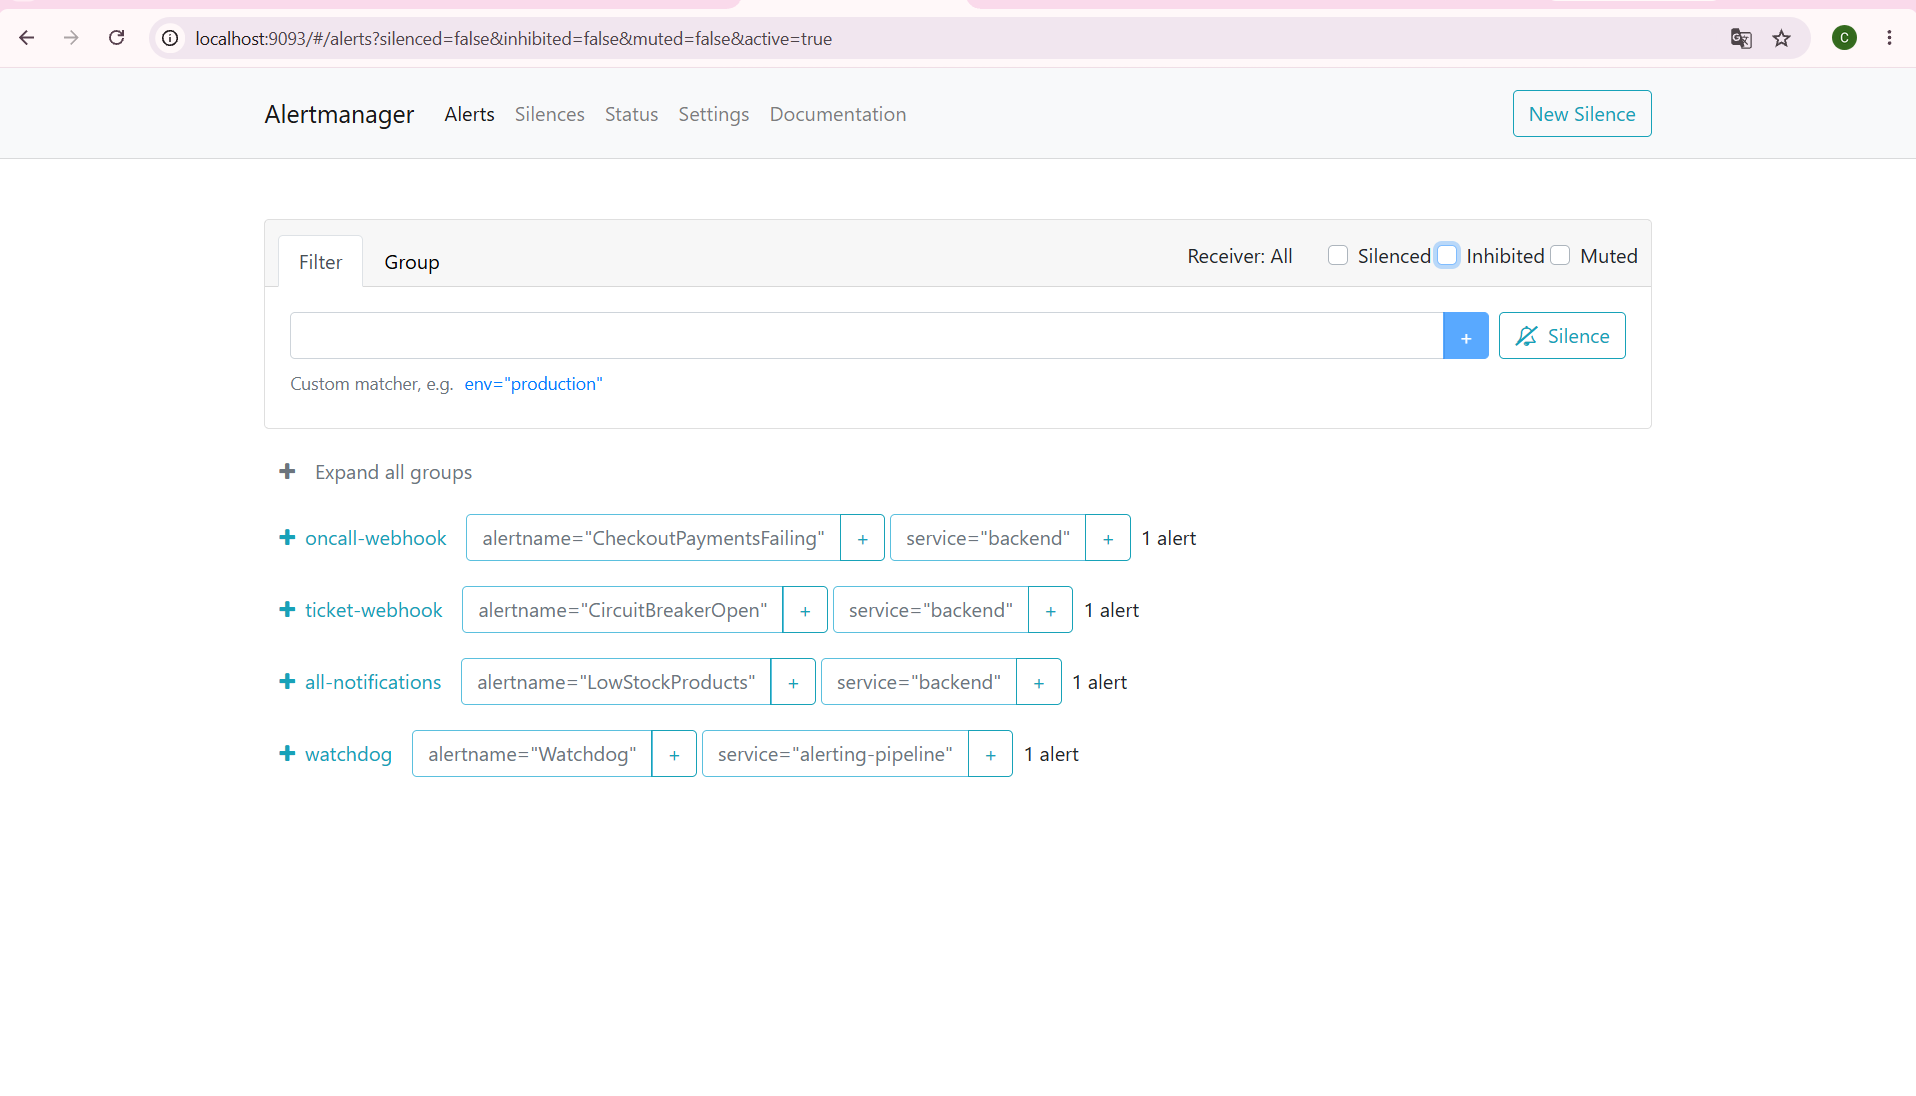 localhost:9093/#/alerts?silenced=false&inhibited=false&muted=false&active=true
C
Alertmanager Alerts Silences Status Settings Documentation New Silence
Filter Group Receiver: All Silenced Inhibited Muted
+ Silence
Custom matcher, e.g. env="production"
+ Expand all groups
+ oncall-webhook alertname="CheckoutPaymentsFailing" + service="backend" + 1 alert
+ ticket-webhook alertname="CircuitBreakerOpen" + service="backend" + 1 alert
+ all-notifications alertname="LowStockProducts" + service="backend" + 1 alert
+ watchdog alertname="Watchdog" + service="alerting-pipeline" + 1 alert